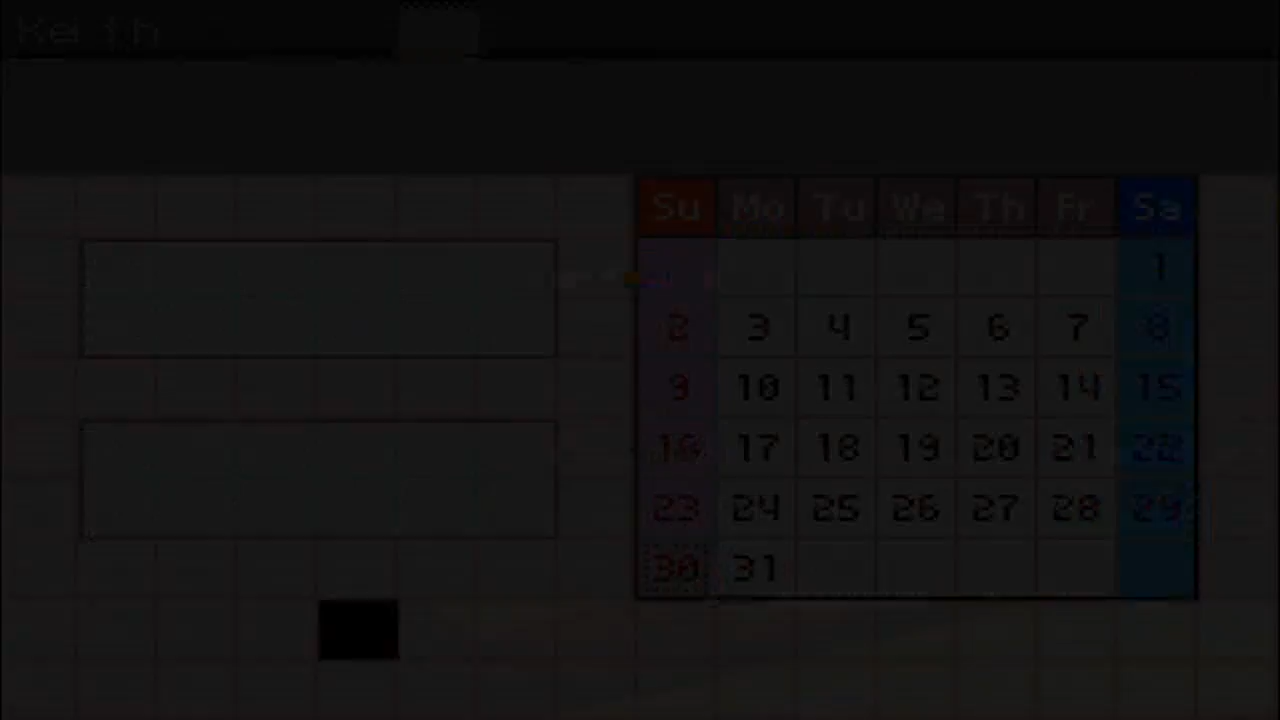 Keith
Su Mo Tu We Th Fr Sa
1
2 3 4 5 6 7 8
9 10 11 12 13 14 15
16 17 18 19 20 21 22
23 24 25 26 27 28 29
30 31